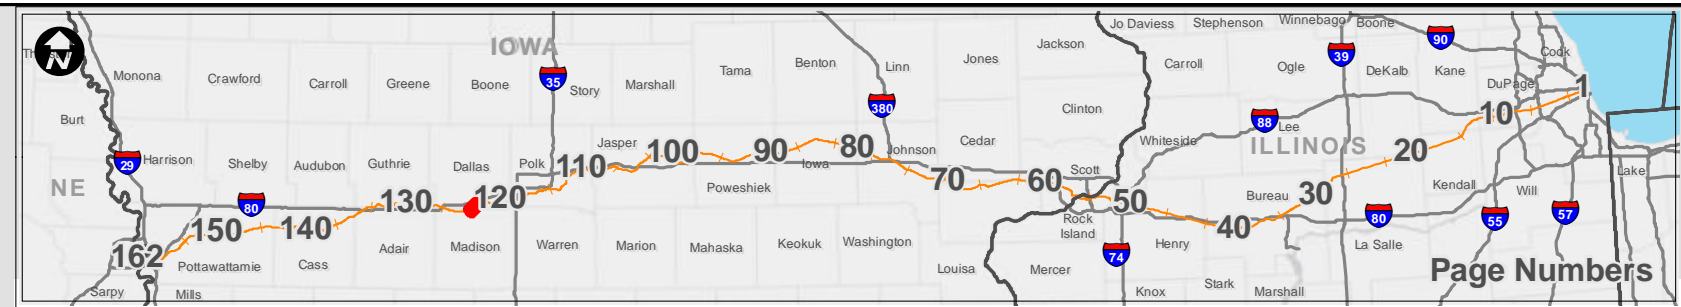 Jo Daviess
Stephenson
Winnebago
Boone
IOWA
Jackson
90
39
Cook
N
Monona
Crawford
Carroll
Greene
Boone
35
Story
Marshall
Tama
Benton
Linn
Jones
Carroll
Ogle
DeKalb
Kane
DuPage
1
380
Clinton
10
Burt
88
Lee
Whiteside
ILLINOIS
20
29
Harrison
Shelby
Audubon
Guthrie
Dallas
Polk
110
Jasper
100
90
Iowa
80
Johnson
Cedar
Scott
Lake
NE
80
130
120
Poweshiek
70
60
50
Bureau
30
Kendall
Will
162
150
140
Adair
Madison
Warren
Marion
Mahaska
Keokuk
Washington
Rock
Island
74
Henry
40
La Salle
80
55
57
Pottawattamie
Cass
Louisa
Mercer
Stark
Page Numbers
Sarpy
Mills
Knox
Marshall